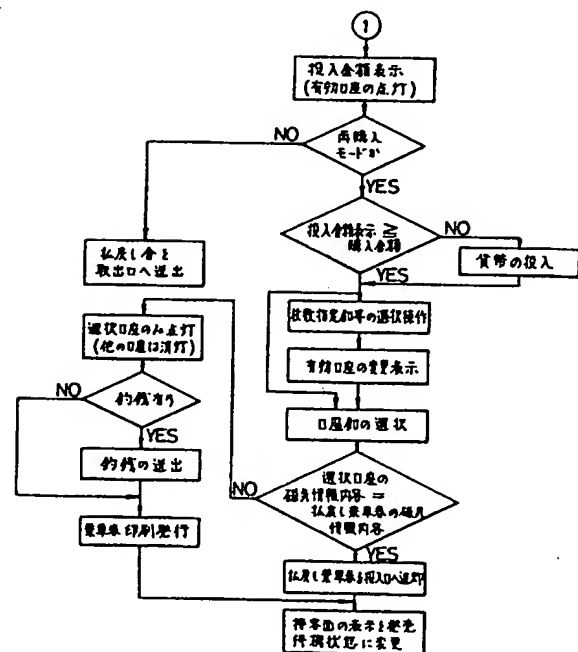 1
投入金額表示
(有効口座の点灯)
再購入
モードか
NO
YES
投入金額表示 ≧
購入金額
NO
YES
貨幣の投入
払戻し金を
取出口へ送出
枚数指定釦等の選択操作
有効口座の変更表示
口座釦の選択
選択口座のみ点灯
(他の口座は消灯)
NO
釣銭有り
YES
釣銭の送出
乗車券印刷発行
NO
選択口座の
磁気情報内容 =
払戻し乗車券の磁気
情報内容
YES
払戻し乗車券を投入口へ返却
接客面の表示を発売
待機状態に変更